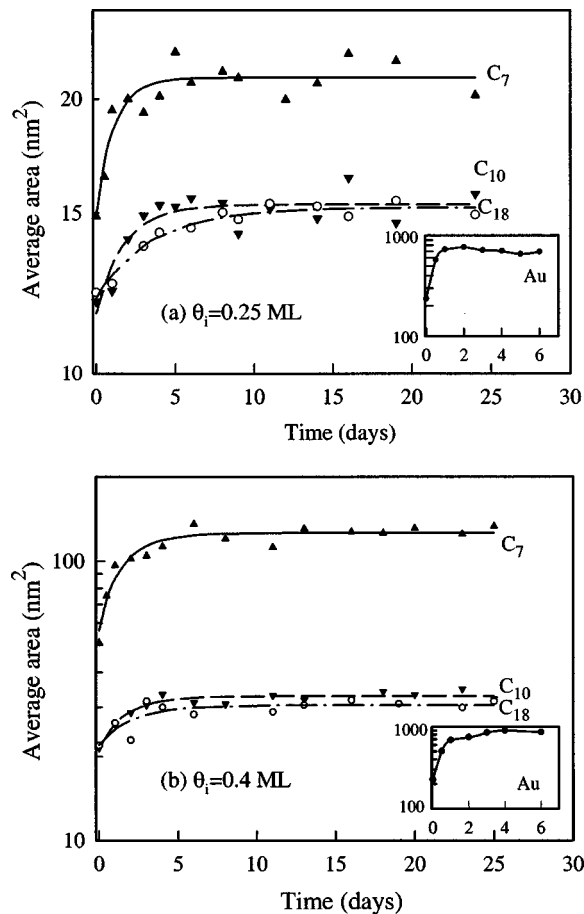 Average area (nm²)
20
15
10
C₇
C₁₀
C₁₈
(a) θᵢ=0.25 ML
1000
100
Au
0 2 4 6
0 5 10 15 20 25 30
Time (days)
Average area (nm²)
100
10
C₇
C₁₀
C₁₈
(b) θᵢ=0.4 ML
1000
100
Au
0 2 4 6
0 5 10 15 20 25 30
Time (days)